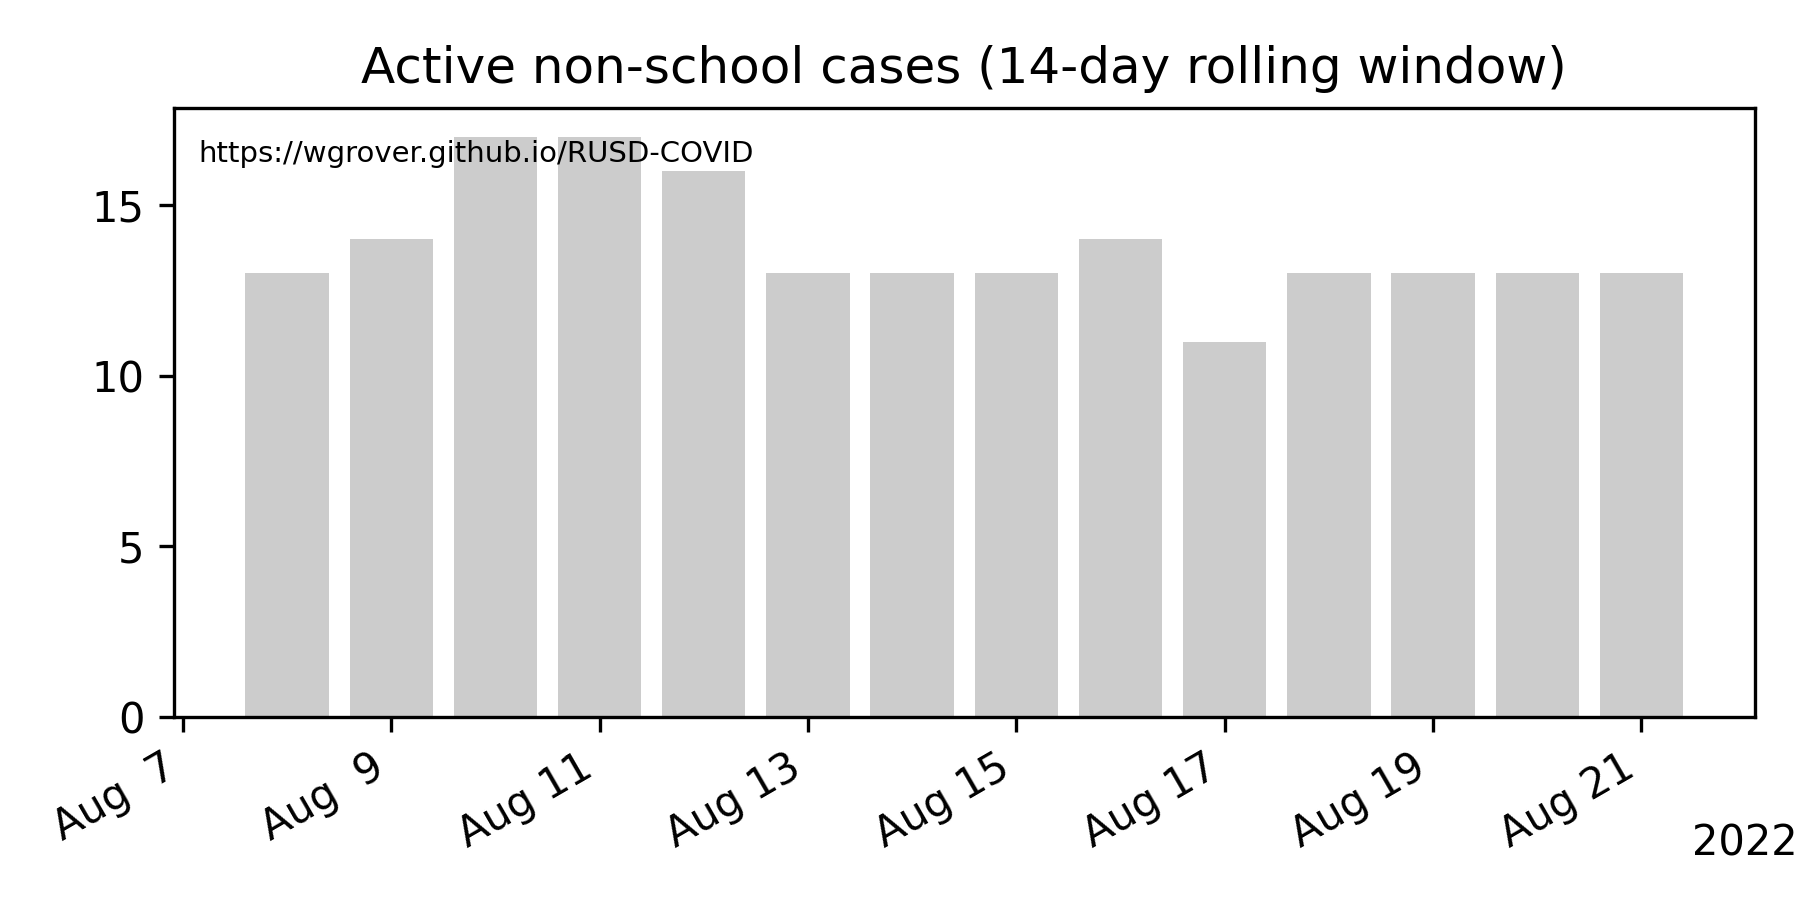 Active non-school cases (14-day rolling window)
https://wgrover.github.io/RUSD-COVID
15
10
5
0
Aug 7
Aug 9
Aug 11
Aug 13
Aug 15
Aug 17
Aug 19
Aug 21
2022